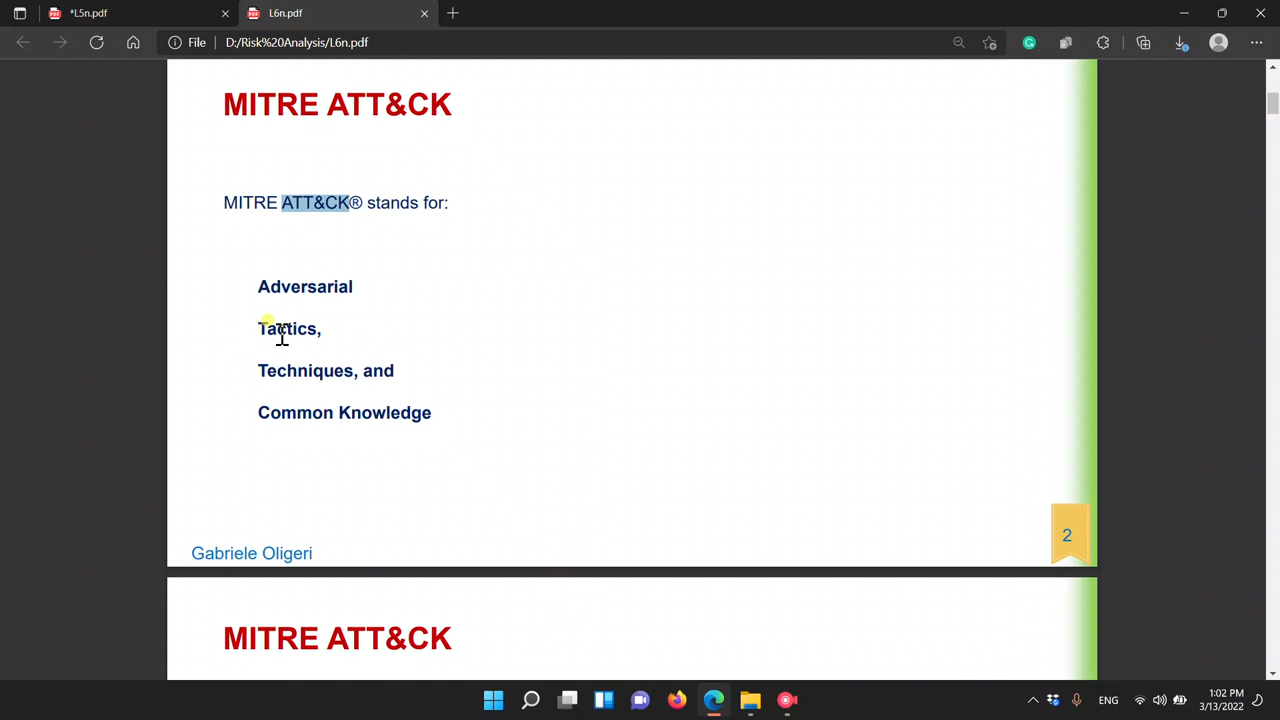 *L5n.pdf
L6n.pdf
File
D:/Risk%20Analysis/L6n.pdf
MITRE ATT&CK
MITRE ATT&CK® stands for:
Adversarial
Tactics,
Techniques, and
Common Knowledge
2
Gabriele Oligeri
MITRE ATT&CK
ENG
1:02 PM
3/13/2022